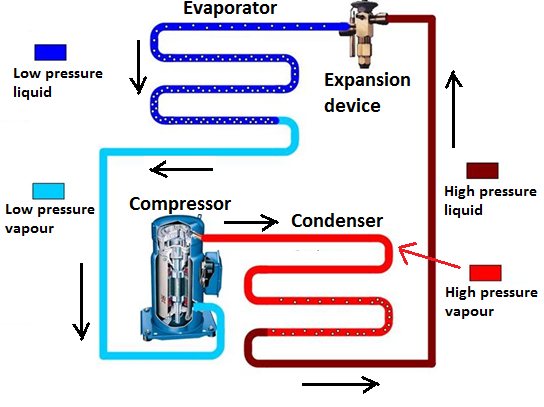 Evaporator
Low pressure
liquid
Expansion
device
Low pressure
vapour
Compressor
Condenser
High pressure
liquid
High pressure
vapour